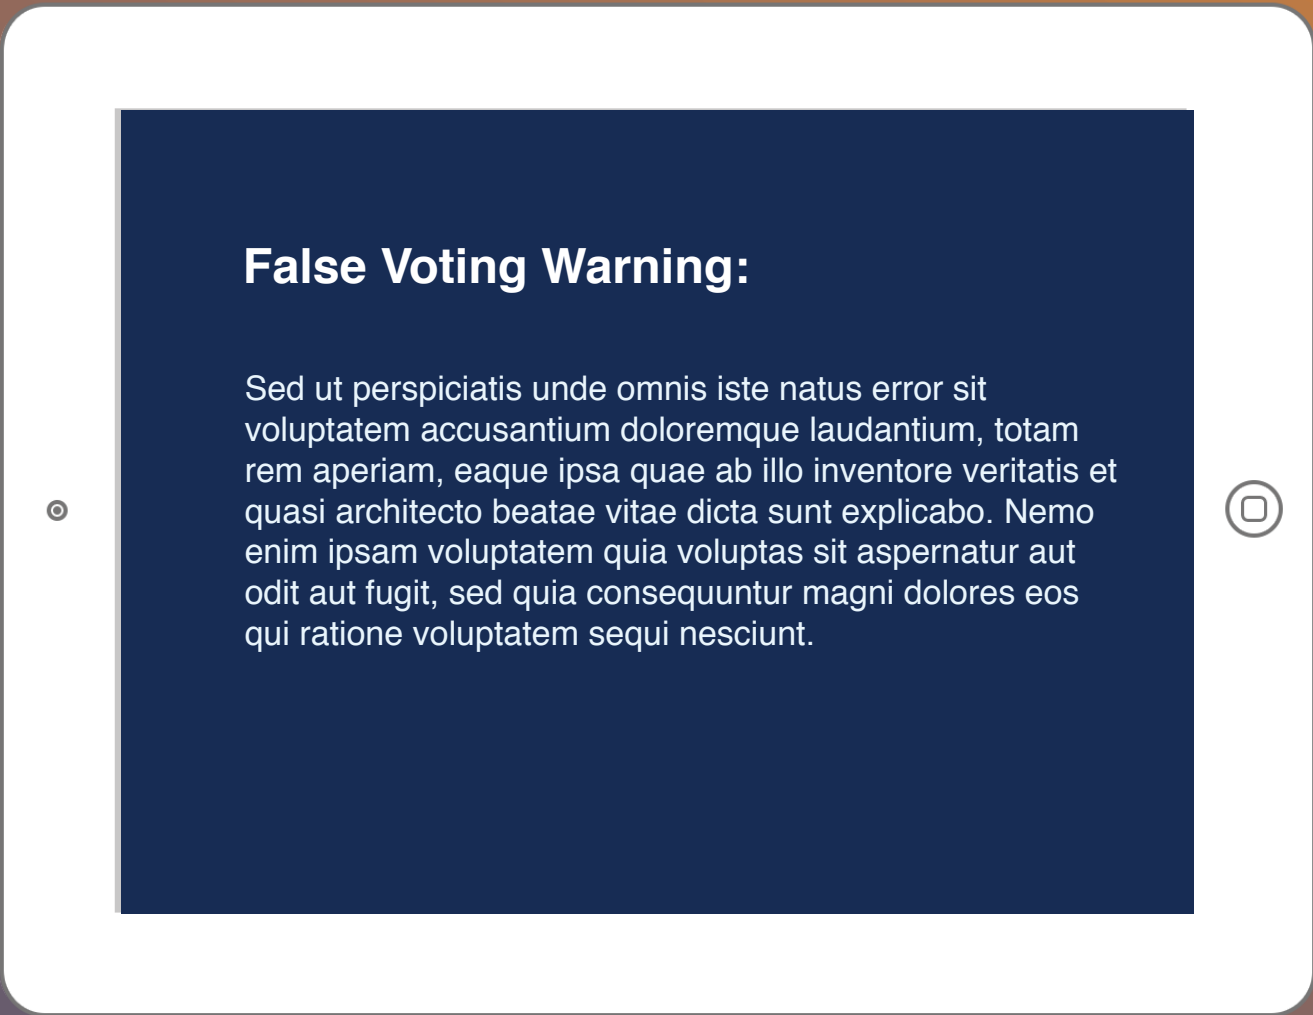 False Voting Warning:
Sed ut perspiciatis unde omnis iste natus error sit
voluptatem accusantium doloremque laudantium, totam
rem aperiam, eaque ipsa quae ab illo inventore veritatis et
quasi architecto beatae vitae dicta sunt explicabo. Nemo
enim ipsam voluptatem quia voluptas sit aspernatur aut
odit aut fugit, sed quia consequuntur magni dolores eos
qui ratione voluptatem sequi nesciunt.